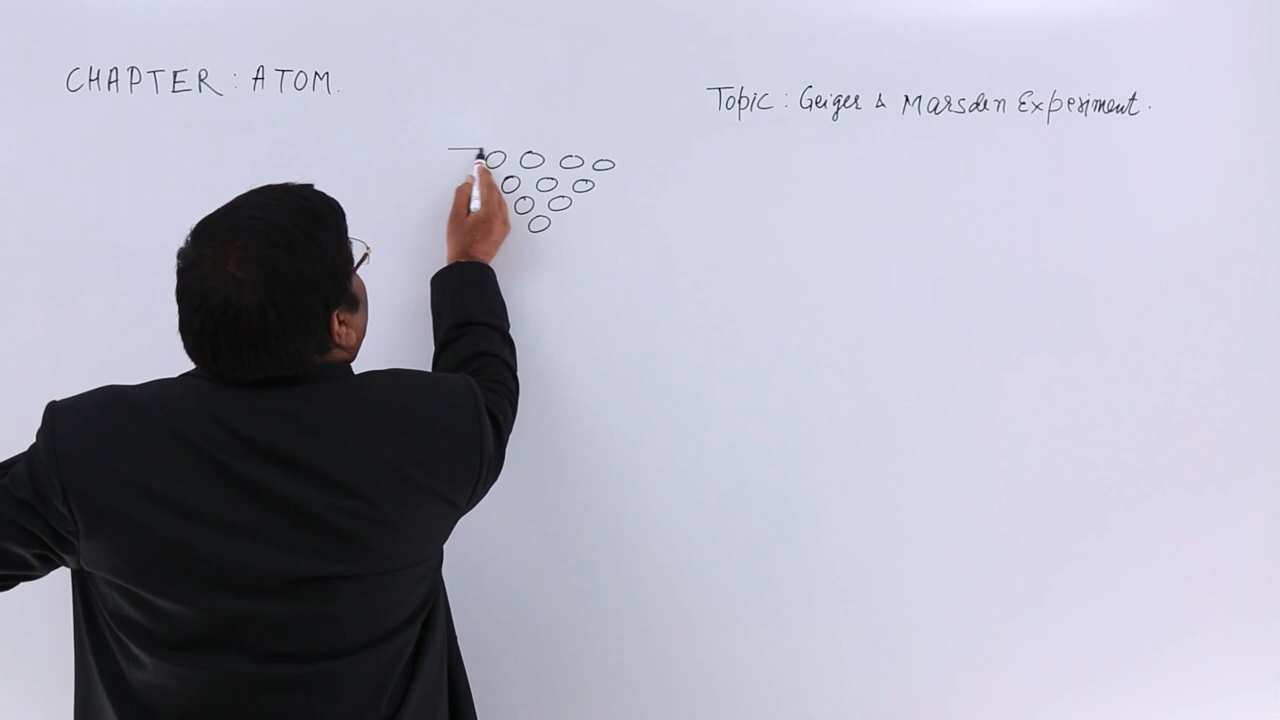 CHAPTER : ATOM.
Topic : Geiger & Marsden Experiment.